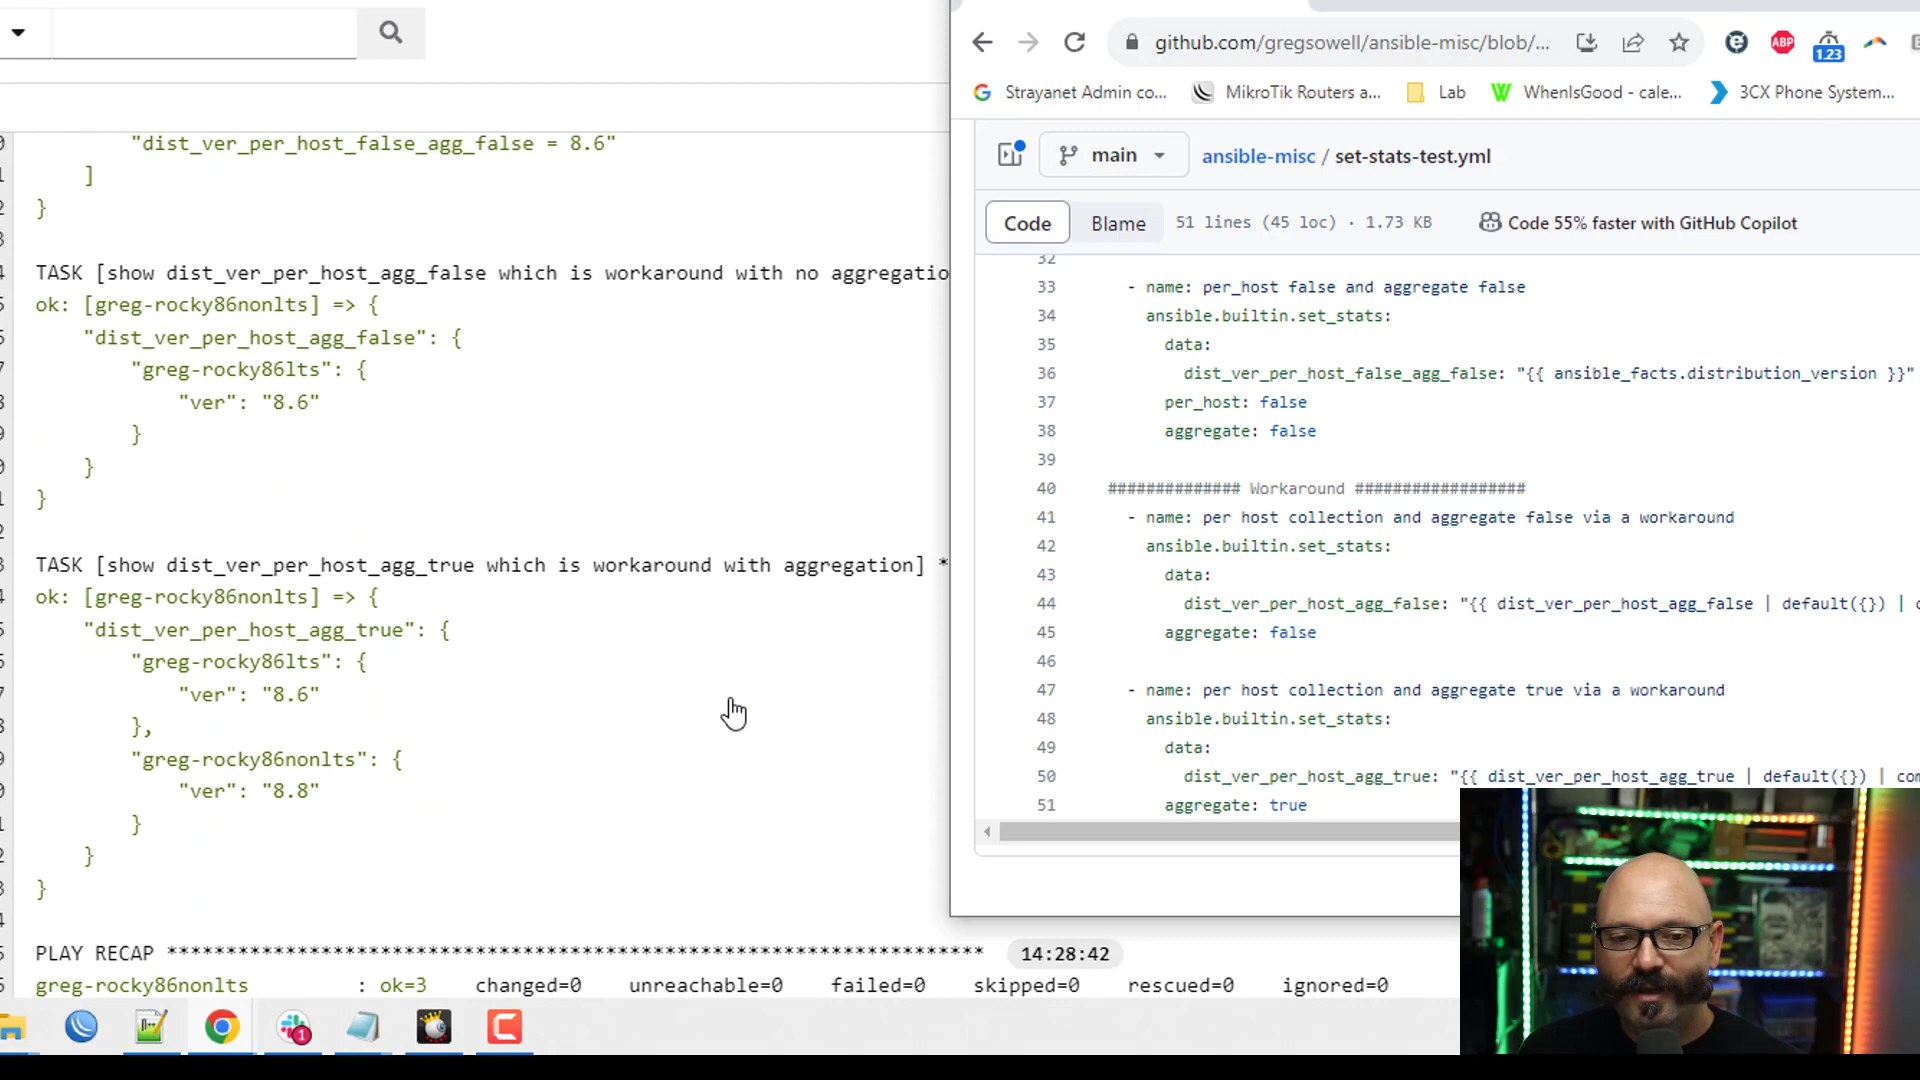 "dist_ver_per_host_false_agg_false = 8.6"
]
}
TASK [show dist_ver_per_host_agg_false which is workaround with no aggregatio
ok: [greg-rocky86nonlts] => {
"dist_ver_per_host_agg_false": {
"greg-rocky86lts": {
"ver": "8.6"
}
}
}
TASK [show dist_ver_per_host_agg_true which is workaround with aggregation] *
ok: [greg-rocky86nonlts] => {
"dist_ver_per_host_agg_true": {
"greg-rocky86lts": {
"ver": "8.6"
},
"greg-rocky86nonlts": {
"ver": "8.8"
}
}
}
PLAY RECAP ********************************************************************* 14:28:42
greg-rocky86nonlts : ok=3 changed=0 unreachable=0 failed=0 skipped=0 rescued=0 ignored=0
github.com/gregsowell/ansible-misc/blob/...
ABP
1.23
Strayanet Admin co... MikroTik Routers a... Lab WhenIsGood - cale... 3CX Phone System...
main ansible-misc / set-stats-test.yml
Code Blame 51 lines (45 loc) · 1.73 KB Code 55% faster with GitHub Copilot
32
33 - name: per_host false and aggregate false
34 ansible.builtin.set_stats:
35 data:
36 dist_ver_per_host_false_agg_false: "{{ ansible_facts.distribution_version }}"
37 per_host: false
38 aggregate: false
39
40 ############## Workaround ##################
41 - name: per host collection and aggregate false via a workaround
42 ansible.builtin.set_stats:
43 data:
44 dist_ver_per_host_agg_false: "{{ dist_ver_per_host_agg_false | default({}) | c
45 aggregate: false
46
47 - name: per host collection and aggregate true via a workaround
48 ansible.builtin.set_stats:
49 data:
50 dist_ver_per_host_agg_true: "{{ dist_ver_per_host_agg_true | default({}) | com
51 aggregate: true
1